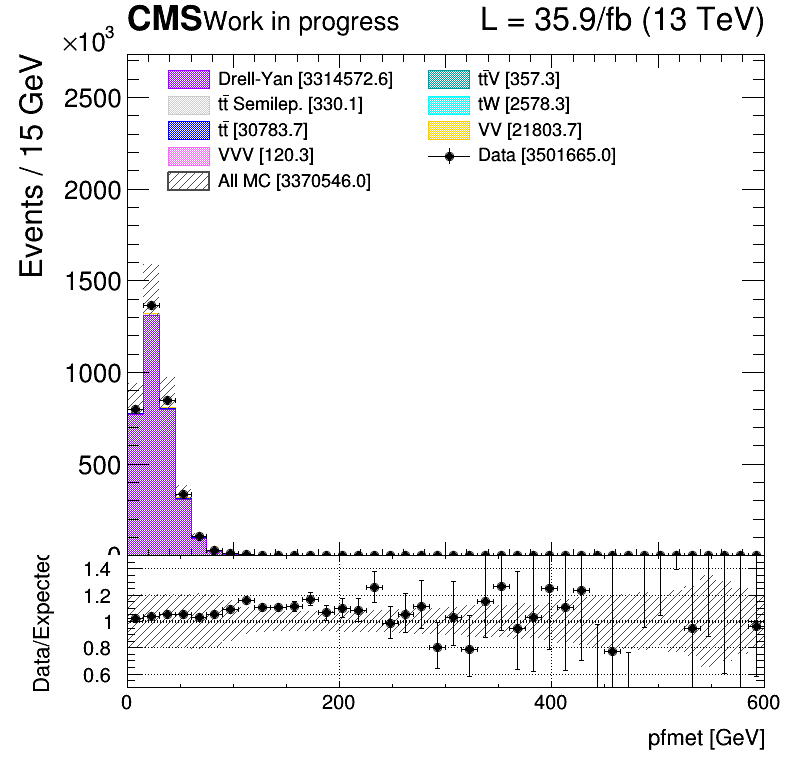 CMS Work in progress L = 35.9/fb (13 TeV)
×10³
Events / 15 GeV
2500
2000
1500
1000
500
0
Drell-Yan [3314572.6]
tt̄ Semilep. [330.1]
tt̄ [30783.7]
VVV [120.3]
All MC [3370546.0]
tt̄V [357.3]
tW [2578.3]
VV [21803.7]
Data [3501665.0]
Data/Expected
1.4
1.2
1
0.8
0.6
0 200 400 600
pfmet [GeV]